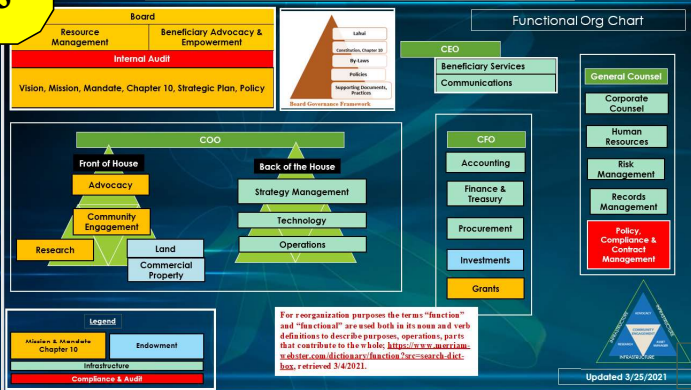 Board
Resource
Management
Beneficiary Advocacy &
Empowerment
Internal Audit
Vision, Mission, Mandate, Chapter 10, Strategic Plan, Policy
Lahui
Constitution, Chapter 10
By-Laws
Policies
Supporting Documents,
Practices
Board Governance Framework
Functional Org Chart
CEO
Beneficiary Services
Communications
General Counsel
Corporate
Counsel
Human
Resources
Risk
Management
Records
Management
Policy,
Compliance &
Contract
Management
COO
Front of House
Advocacy
Community
Engagement
Research
Land
Commercial
Property
Back of the House
Strategy Management
Technology
Operations
CFO
Accounting
Finance &
Treasury
Procurement
Investments
Grants
Legend
Mission & Mandate
Chapter 10
Endowment
Infrastructure
Compliance & Audit
For reorganization purposes the terms “function”
and “functional” are used both in its noun and verb
definitions to describe purposes, operations, parts
that contribute to the whole; https://www.merriam-
webster.com/dictionary/function?src=search-dict-
box, retrieved 3/4/2021.
INFRASTRUCTURE
INFRASTRUCTURE
ADVOCACY
COMMUNITY
ENGAGEMENT
RESEARCH
INFRASTRUCTURE
Updated 3/25/2021